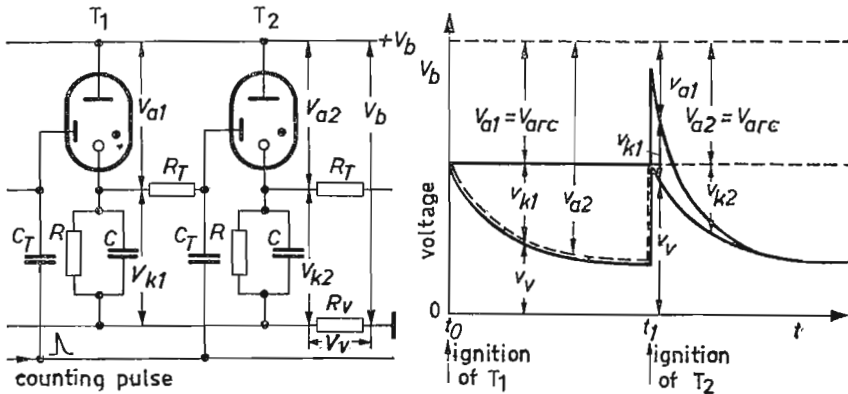 T1
T2
+Vb
Va1
Va2
Vb
RT
RT
CT
R
C
Vk1
CT
R
C
Vk2
Rv
Vv
counting pulse
Vb
Va1 = Varc
va1
Va2 = Varc
vk1
vk1
va2
vk2
voltage
vv
vv
0
t0
t1
t
ignition
of T1
ignition
of T2